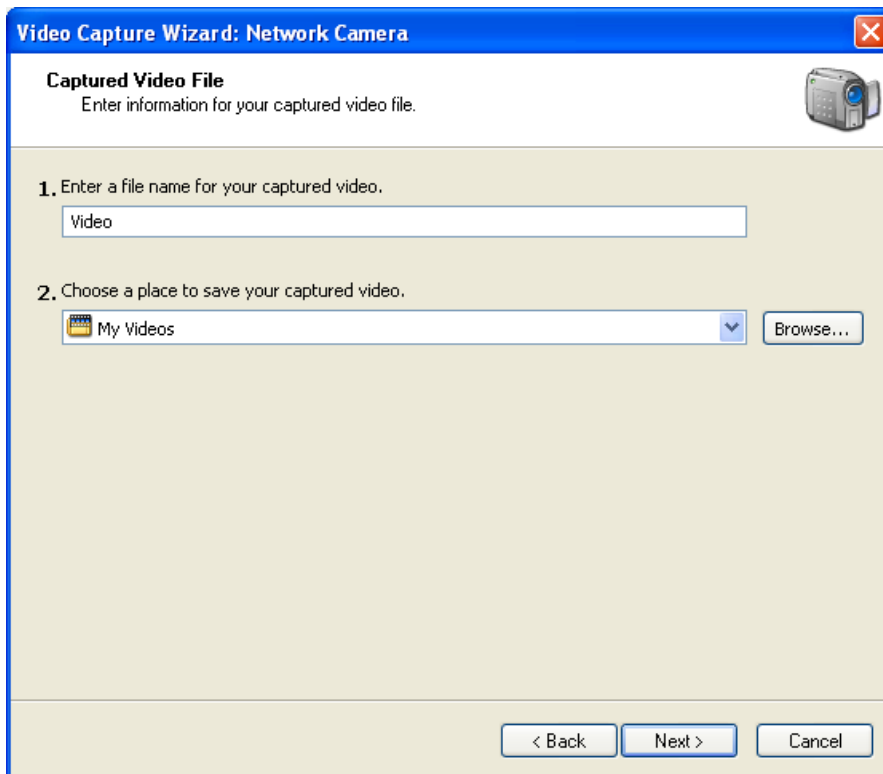 Video Capture Wizard: Network Camera
Captured Video File
Enter information for your captured video file.
1. Enter a file name for your captured video.
Video
2. Choose a place to save your captured video.
My Videos
Browse...
< Back
Next >
Cancel